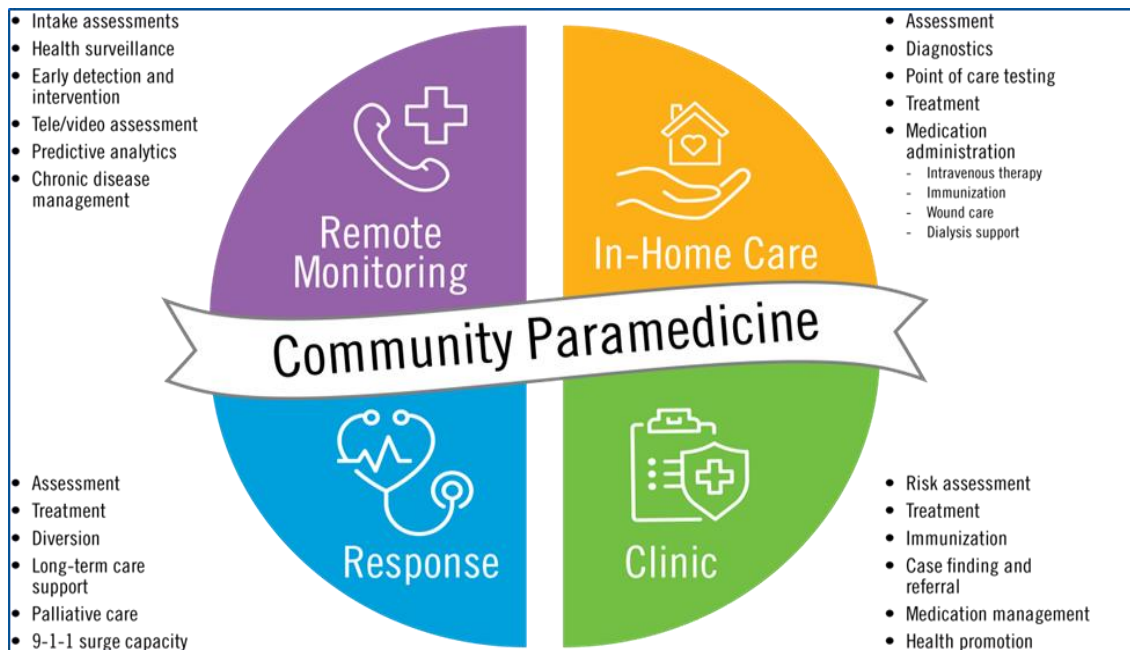 • Intake assessments
• Health surveillance
• Early detection and
intervention
• Tele/video assessment
• Predictive analytics
• Chronic disease
management
Remote
Monitoring
• Assessment
• Diagnostics
• Point of care testing
• Treatment
• Medication
administration
- Intravenous therapy
- Immunization
- Wound care
- Dialysis support
In-Home Care
Community Paramedicine
• Assessment
• Treatment
• Diversion
• Long-term care
support
• Palliative care
• 9-1-1 surge capacity
Response
Clinic
• Risk assessment
• Treatment
• Immunization
• Case finding and
referral
• Medication management
• Health promotion